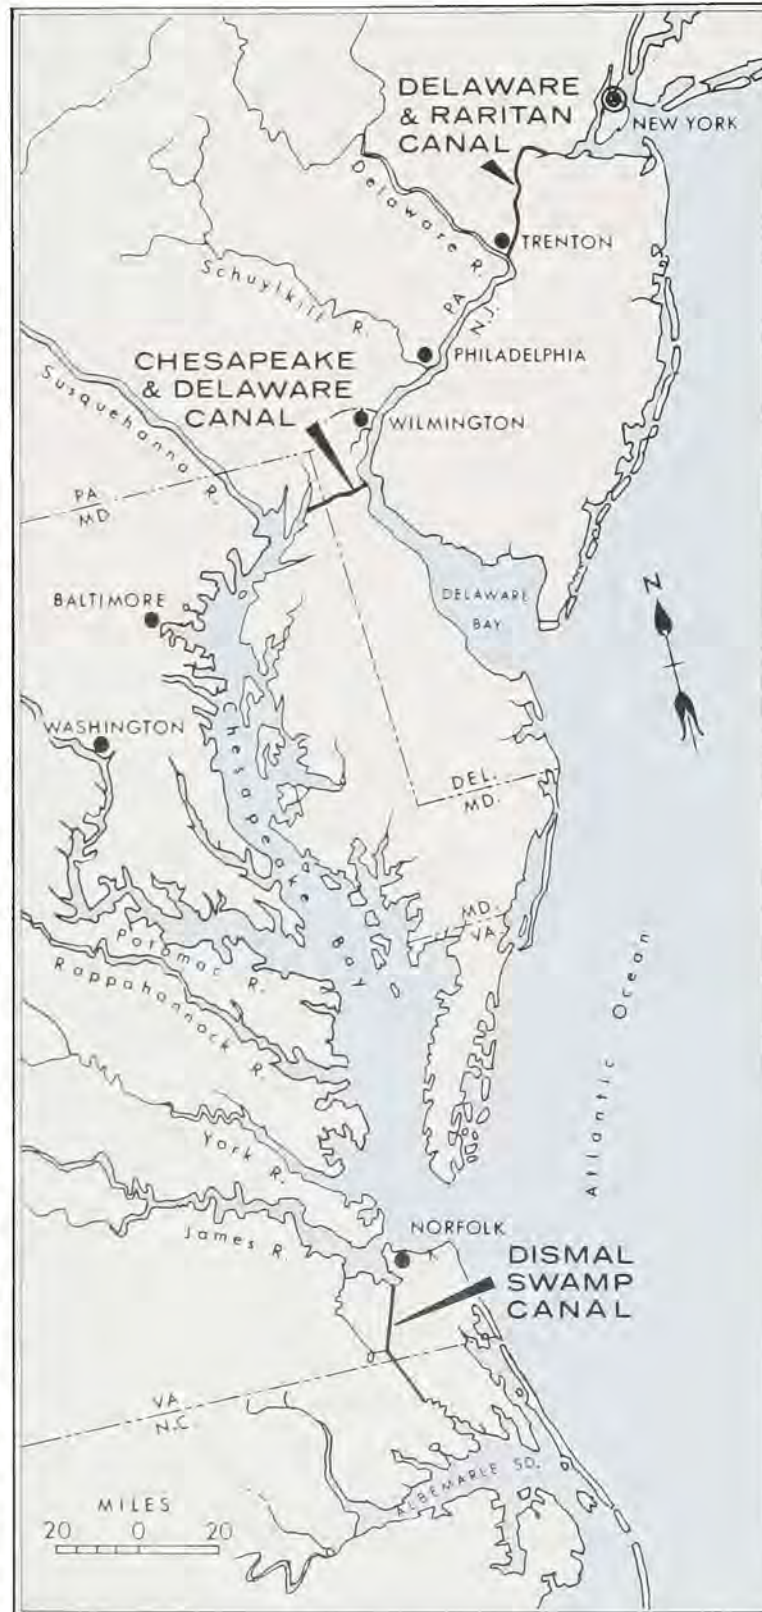 DELAWARE
& RARITAN
CANAL
NEW YORK
Delaware R.
TRENTON
Schuylkill R.
PA
N.J.
PHILADELPHIA
CHESAPEAKE
& DELAWARE
CANAL
WILMINGTON
Susquehanna R.
PA
MD.
BALTIMORE
DELAWARE
BAY
N
WASHINGTON
Chesapeake Bay
DEL.
MD.
MD.
VA.
Potomac R.
Rappahannock R.
Atlantic Ocean
York R.
James R.
NORFOLK
DISMAL
SWAMP
CANAL
VA
N.C.
ALBEMARLE SD.
MILES
20 0 20